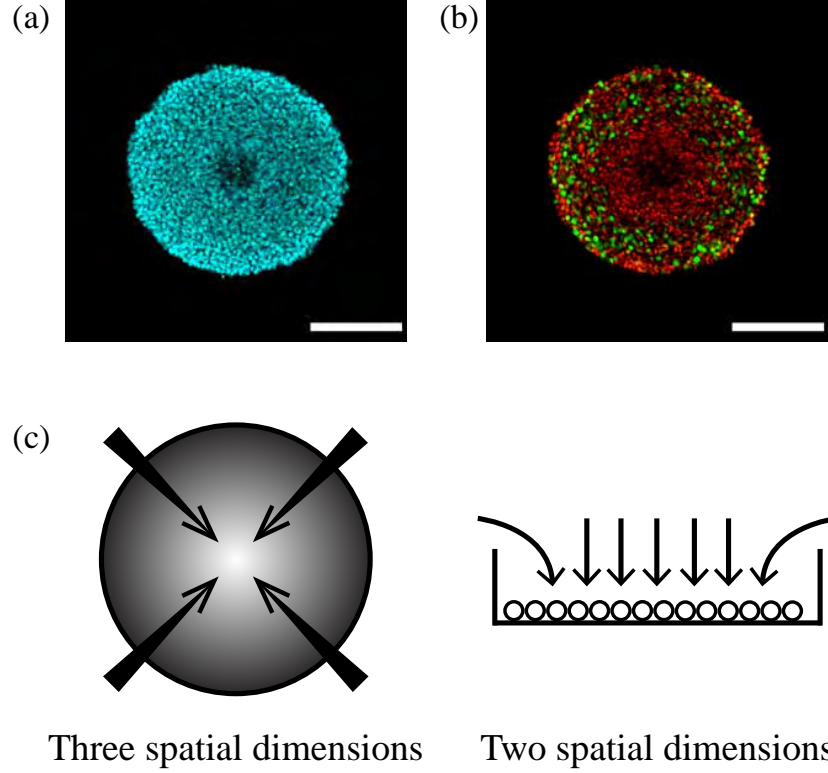 (a)
(b)
(c)
Three spatial dimensions
Two spatial dimensions